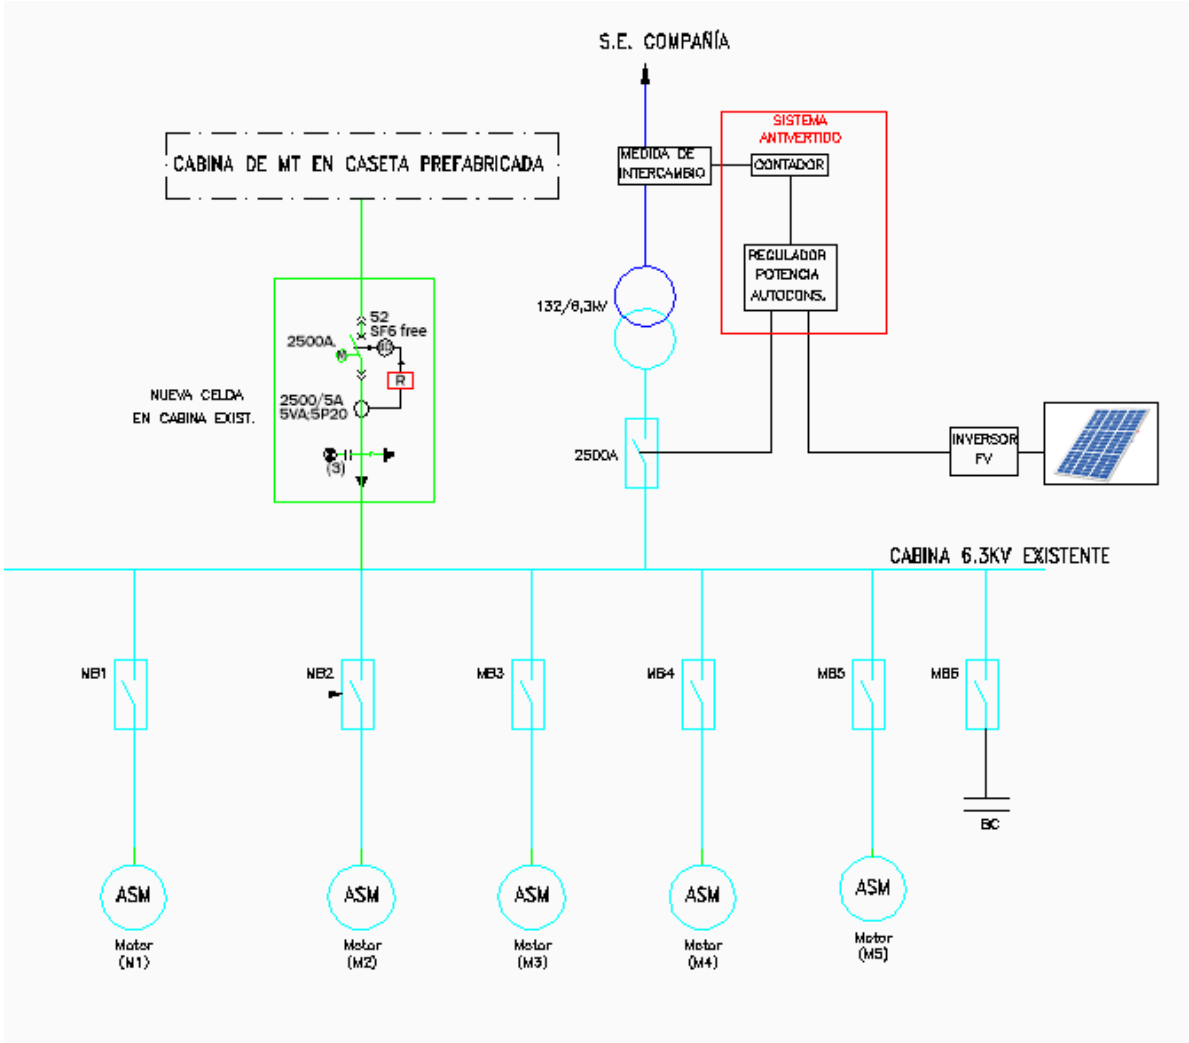 S.E. COMPAÑÍA
SISTEMA
ANTIVERTIDO
CABINA DE MT EN CASETA PREFABRICADA
MEDIDA DE
INTERCAMBIO
CONTADOR
REGULADOR
POTENCIA
AUTOCONS.
132/6,3kV
52
SF6 free
2500A.
M
R
NUEVA CELDA
EN CABINA EXIST.
2500/5A
5VA;5P20
(3)
2500A
INVERSOR
FV
CABINA 6.3KV EXISTENTE
MB1
MB2
MB3
MB4
MB5
MB6
BC
ASM
ASM
ASM
ASM
ASM
Motor
(M1)
Motor
(M2)
Motor
(M3)
Motor
(M4)
Motor
(M5)